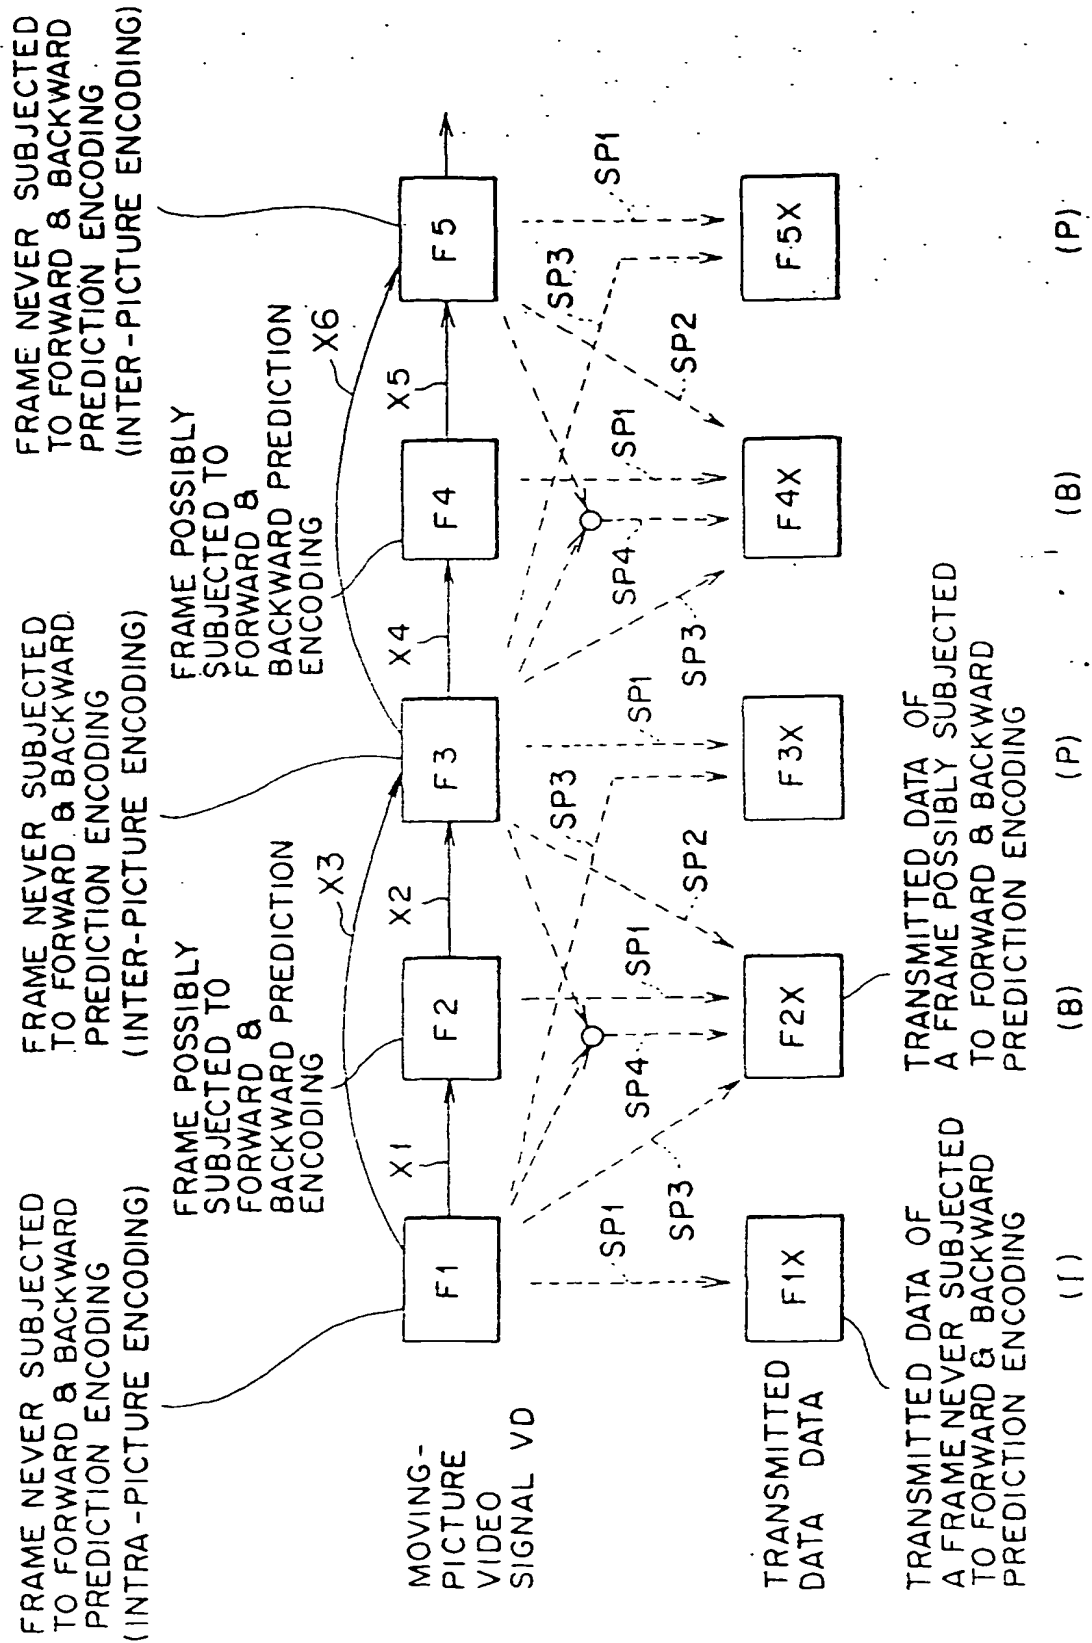 FRAME NEVER SUBJECTED
TO FORWARD & BACKWARD
PREDICTION ENCODING
(INTRA-PICTURE ENCODING)
FRAME NEVER SUBJECTED
TO FORWARD & BACKWARD
PREDICTION ENCODING
(INTER-PICTURE ENCODING)
FRAME NEVER SUBJECTED
TO FORWARD & BACKWARD
PREDICTION ENCODING
(INTER-PICTURE ENCODING)
FRAME POSSIBLY
SUBJECTED TO
FORWARD &
BACKWARD PREDICTION
ENCODING
X3
FRAME POSSIBLY
SUBJECTED TO
FORWARD &
BACKWARD PREDICTION
ENCODING
X6
MOVING-
PICTURE
VIDEO
SIGNAL VD
F1
X1
F2
X2
F3
X4
F4
X5
F5
SP1
SP3
SP4
SP1
SP2
SP3
SP1
SP3
SP4
SP1
SP2
SP3
SP1
TRANSMITTED
DATA DATA
F1X
F2X
F3X
F4X
F5X
TRANSMITTED DATA OF
A FRAME NEVER SUBJECTED
TO FORWARD & BACKWARD
PREDICTION ENCODING
TRANSMITTED DATA OF
A FRAME POSSIBLY SUBJECTED
TO FORWARD & BACKWARD
PREDICTION ENCODING
(I)
(B)
(P)
(B)
(P)